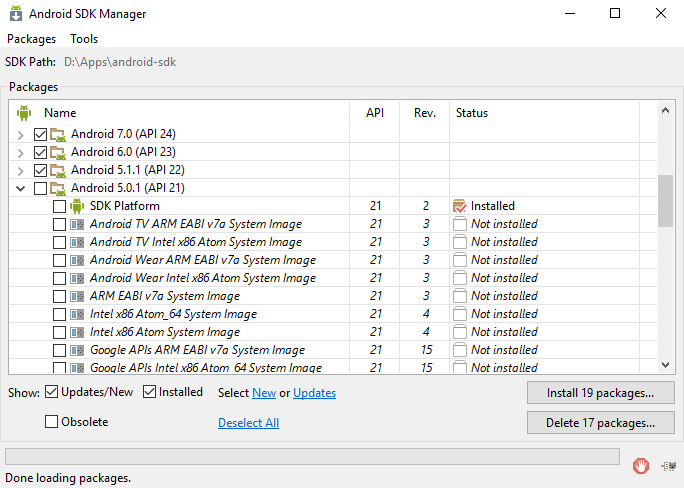 Android SDK Manager
Packages Tools
SDK Path: D:\Apps\android-sdk
Packages
Name API Rev. Status
Android 7.0 (API 24)
Android 6.0 (API 23)
Android 5.1.1 (API 22)
Android 5.0.1 (API 21)
SDK Platform 21 2 Installed
Android TV ARM EABI v7a System Image 21 3 Not installed
Android TV Intel x86 Atom System Image 21 3 Not installed
Android Wear ARM EABI v7a System Image 21 3 Not installed
Android Wear Intel x86 Atom System Image 21 3 Not installed
ARM EABI v7a System Image 21 3 Not installed
Intel x86 Atom_64 System Image 21 4 Not installed
Intel x86 Atom System Image 21 4 Not installed
Google APIs ARM EABI v7a System Image 21 15 Not installed
Google APIs Intel x86 Atom_64 System Image 21 15 Not installed
Show: Updates/New Installed Select New or Updates Install 19 packages...
Obsolete Deselect All Delete 17 packages...
Done loading packages.